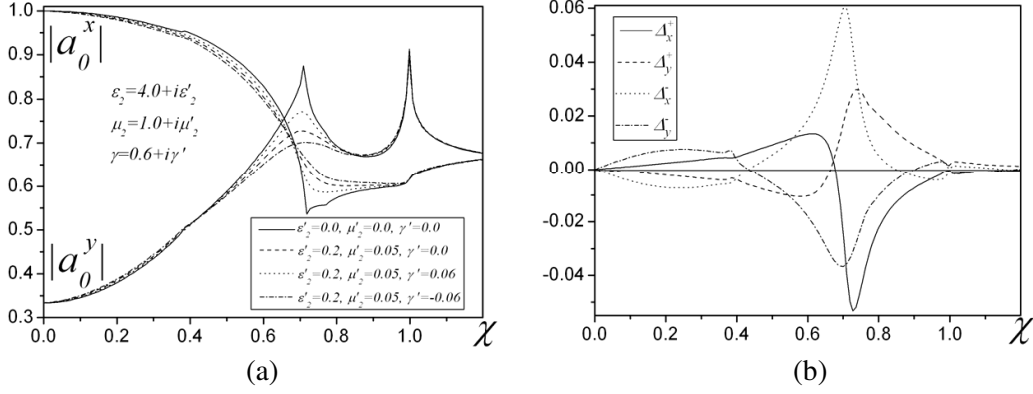 |a₀ˣ|
ε₂=4.0+iε'₂
μ₂=1.0+iμ'₂
γ=0.6+iγ'
|a₀ʸ|
1.0
0.9
0.8
0.7
0.6
0.5
0.4
0.3
0.0 0.2 0.4 0.6 0.8 1.0 χ
ε'₂=0.0, μ'₂=0.0, γ'=0.0
ε'₂=0.2, μ'₂=0.05, γ'=0.0
ε'₂=0.2, μ'₂=0.05, γ'=0.06
ε'₂=0.2, μ'₂=0.05, γ'=-0.06
(a)
0.06
0.04
0.02
0.00
-0.02
-0.04
Δₓ⁺
Δ_y⁺
Δₓ⁻
Δ_y⁻
0.0 0.2 0.4 0.6 0.8 1.0 χ
(b)